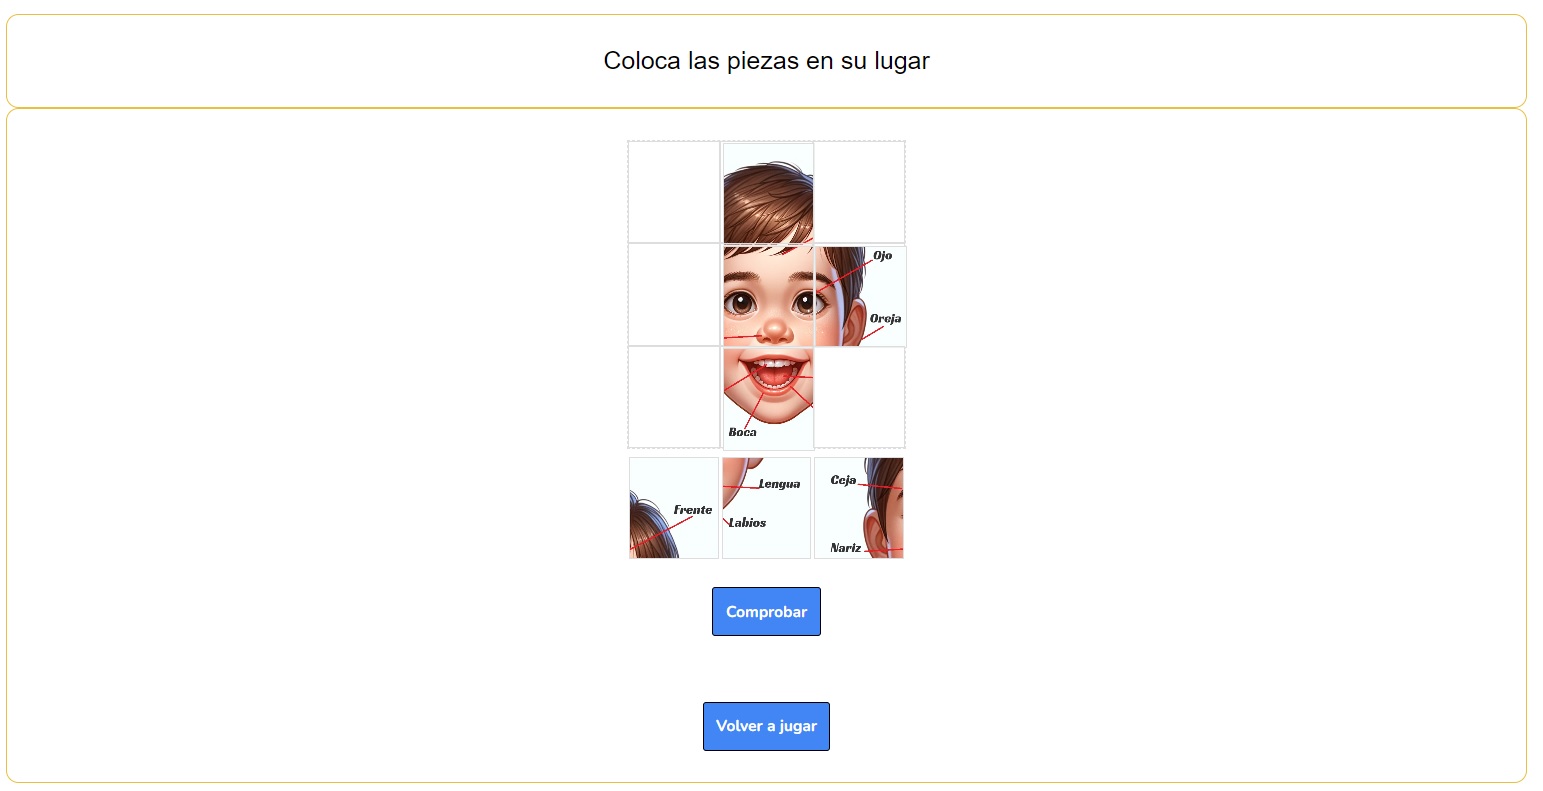 Coloca las piezas en su lugar
Ojo
Oreja
Boca
Frente
Lengua
Labios
Ceja
Nariz
Comprobar
Volver a jugar